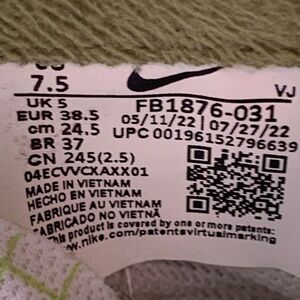 US
7.5
VJ
UK 5
FB1876-031
EUR 38.5
05/11/22 07/27/22
cm 24.5
UPC 00196152796639
BR 37
CN 245(2.5)
04ECVVCXAXX01
MADE IN VIETNAM
HECHO EN VIETNAM
FABRIQUE AU VIETNAM
FABRICADO NO VIETNÃ
This product is covered by one or more patents:
www.nike.com/patentsvirtualmarking